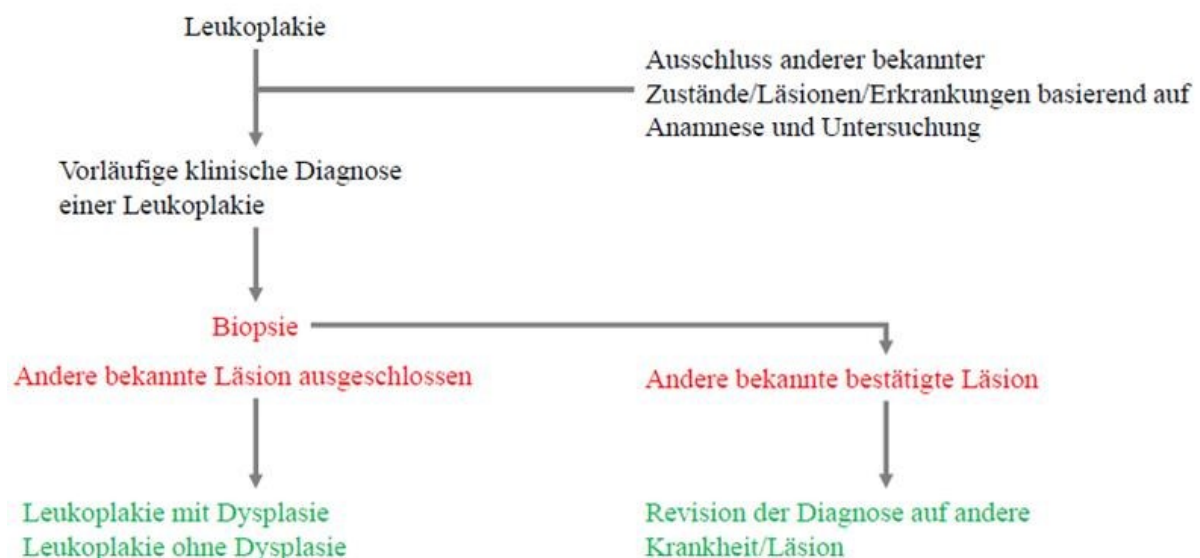 Leukoplakie
Ausschluss anderer bekannter
Zustände/Läsionen/Erkrankungen basierend auf
Anamnese und Untersuchung
Vorläufige klinische Diagnose
einer Leukoplakie
Biopsie
Andere bekannte Läsion ausgeschlossen
Andere bekannte bestätigte Läsion
Leukoplakie mit Dysplasie
Leukoplakie ohne Dysplasie
Revision der Diagnose auf andere
Krankheit/Läsion